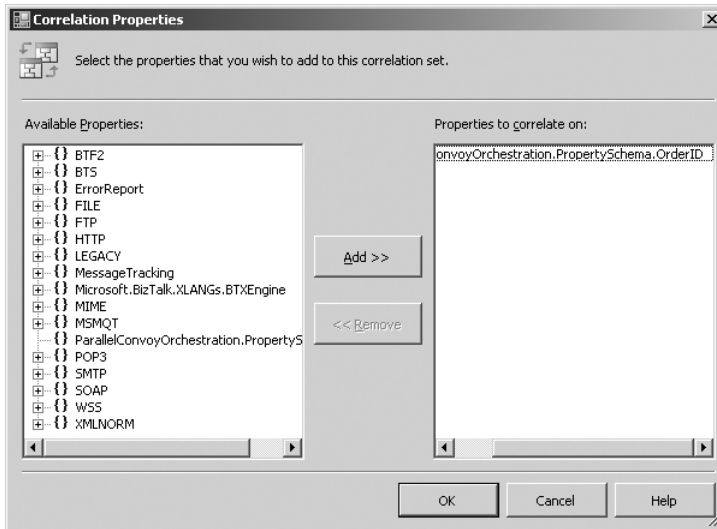 Correlation Properties
Select the properties that you wish to add to this correlation set.
Available Properties:
Properties to correlate on:
{} BTF2
{} BTS
{} ErrorReport
{} FILE
{} FTP
{} HTTP
{} LEGACY
{} MessageTracking
{} Microsoft.BizTalk.XLANGs.BTXEngine
{} MIME
{} MSMQT
{} ParallelConvoyOrchestration.PropertyS
{} POP3
{} SMTP
{} SOAP
{} WSS
{} XMLNORM
Add >>
<< Remove
onvoyOrchestration.PropertySchema.OrderID
OK
Cancel
Help